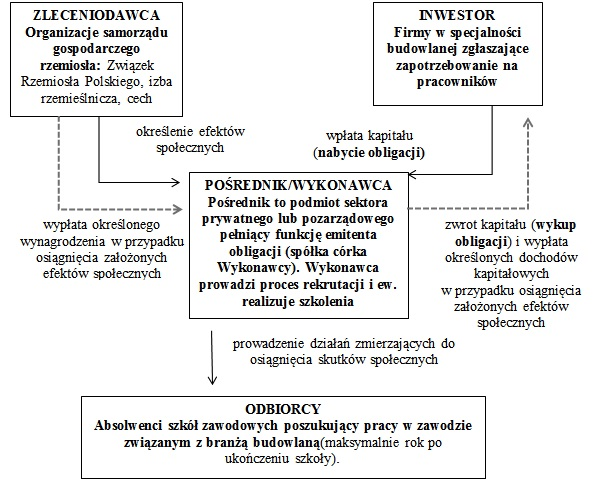 ZLECENIODAWCA
Organizacje samorządu
gospodarczego
rzemiosła: Związek
Rzemiosła Polskiego, izba
rzemieślnicza, cech
INWESTOR
Firmy w specjalności
budowlanej zgłaszające
zapotrzebowanie na
pracowników
określenie efektów
społecznych
wpłata kapitału
(nabycie obligacji)
POŚREDNIK/WYKONAWCA
Pośrednik to podmiot sektora
prywatnego lub pozarządowego
pełniący funkcję emitenta
obligacji (spółka córka
Wykonawcy). Wykonawca
prowadzi proces rekrutacji i ew.
realizuje szkolenia
wypłata określonego
wynagrodzenia w przypadku
osiągnięcia założonych
efektów społecznych
zwrot kapitału (wykup
obligacji) i wypłata
określonych dochodów
kapitałowych
w przypadku osiągnięcia
założonych efektów
społecznych
prowadzenie działań zmierzających do
osiągnięcia skutków społecznych
ODBIORCY
Absolwenci szkół zawodowych poszukujący pracy w zawodzie
związanym z branżą budowlaną(maksymalnie rok po
ukończeniu szkoły).